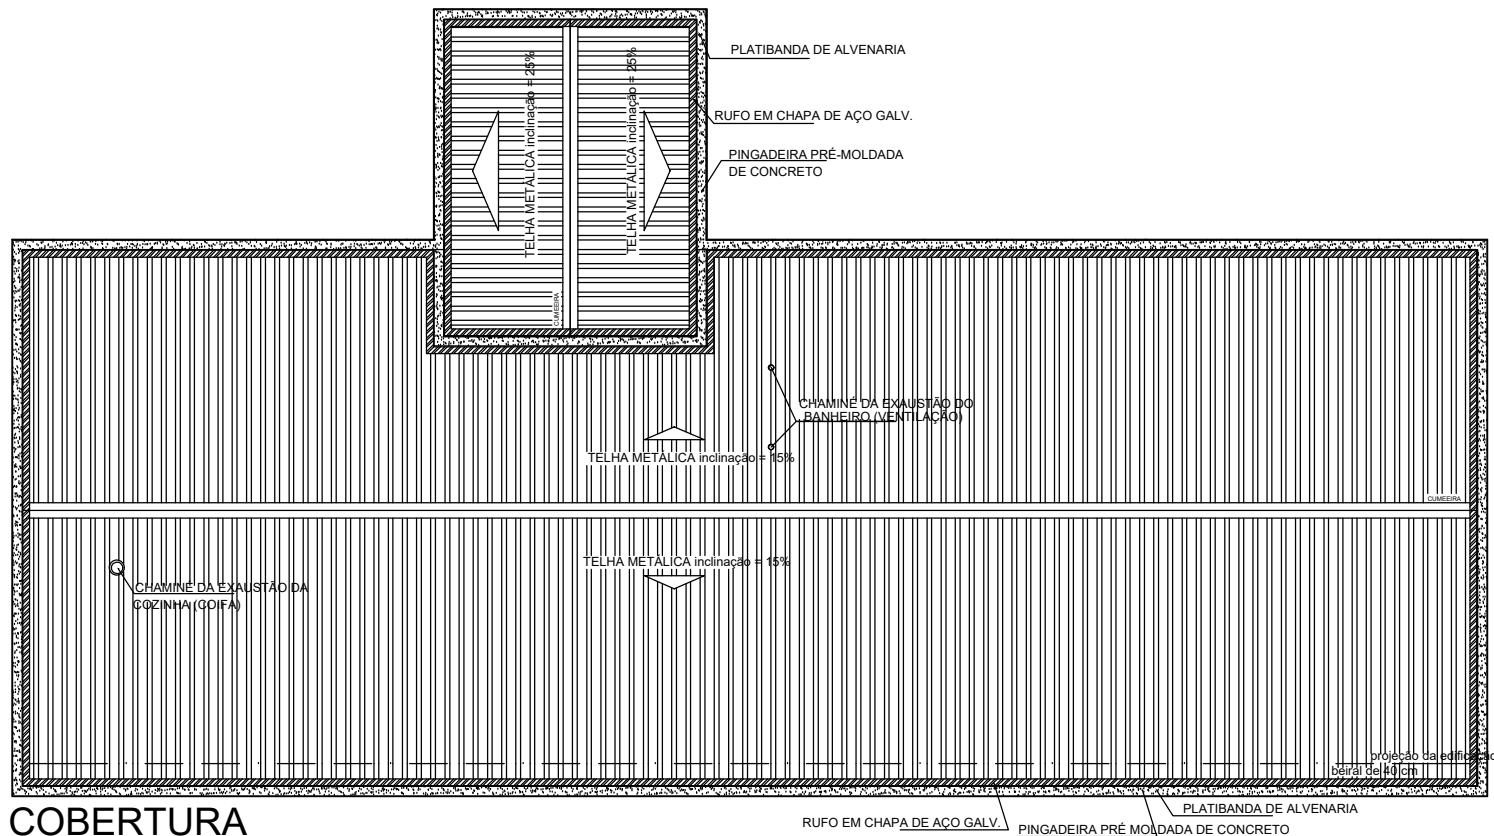 PLATIBANDA DE ALVENARIA
TELHA METÁLICA inclinação = 25%
TELHA METÁLICA inclinação = 25%
RUFO EM CHAPA DE AÇO GALV.
PINGADEIRA PRÉ-MOLDADA
DE CONCRETO
CUMEEIRA
CHAMINÉ DA EXAUSTÃO DO
BANHEIRO (VENTILAÇÃO)
TELHA METÁLICA inclinação = 15%
CUMEEIRA
TELHA METÁLICA inclinação = 15%
CHAMINÉ DA EXAUSTÃO DA
COZINHA (COIFA)
projeção da edificação
beiral de 40 cm
PLATIBANDA DE ALVENARIA
RUFO EM CHAPA DE AÇO GALV.
PINGADEIRA PRÉ MOLDADA DE CONCRETO
COBERTURA